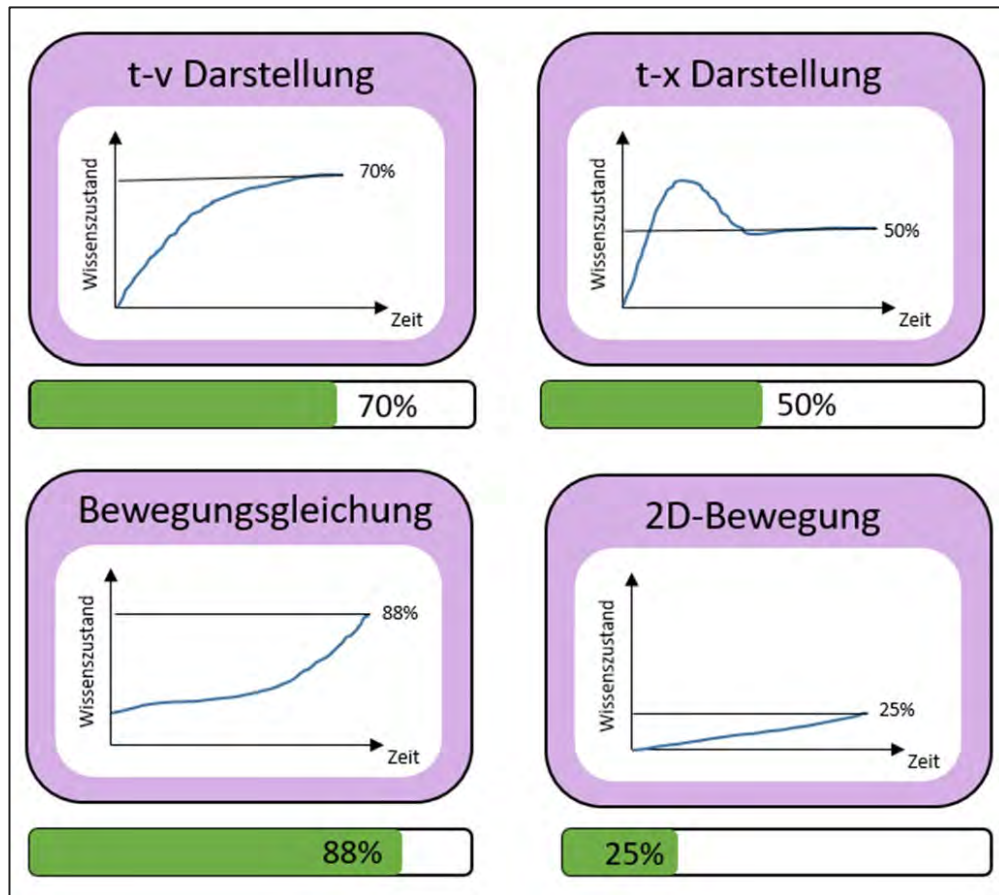 t-v Darstellung
Wissenszustand
70%
Zeit
70%
t-x Darstellung
Wissenszustand
50%
Zeit
50%
Bewegungsgleichung
Wissenszustand
88%
Zeit
88%
2D-Bewegung
Wissenszustand
25%
Zeit
25%